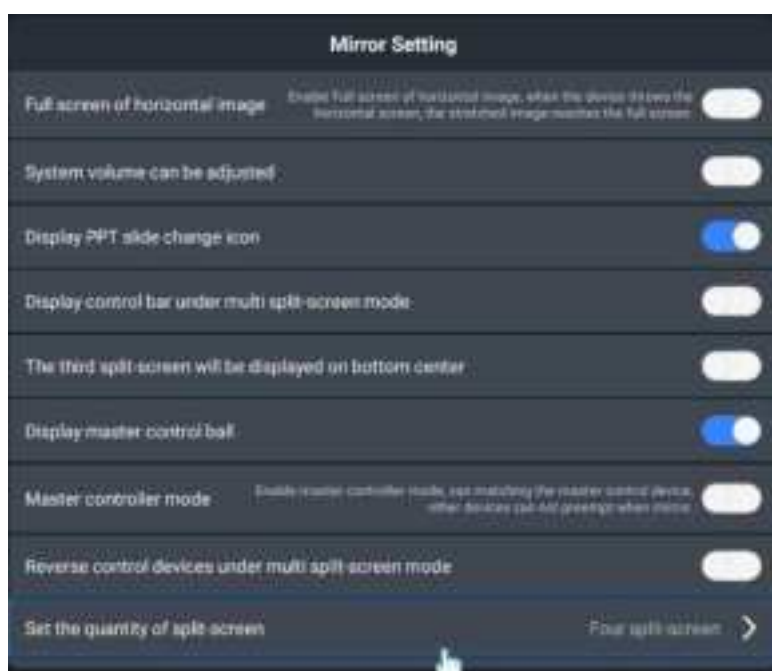 Mirror Setting
Full screen of horizontal image
Enable full screen of horizontal image, when the device throws the
horizontal screen, the stretched image reaches the full screen.
System volume can be adjusted
Display PPT slide change icon
Display control bar under multi split-screen mode
The third split-screen will be displayed on bottom center
Display master control ball
Master controller mode
Enable master controller mode, can matching the master control device,
other devices can not preempt when mirror.
Reverse control devices under multi split-screen mode
Set the quantity of split-screen
Four split-screen